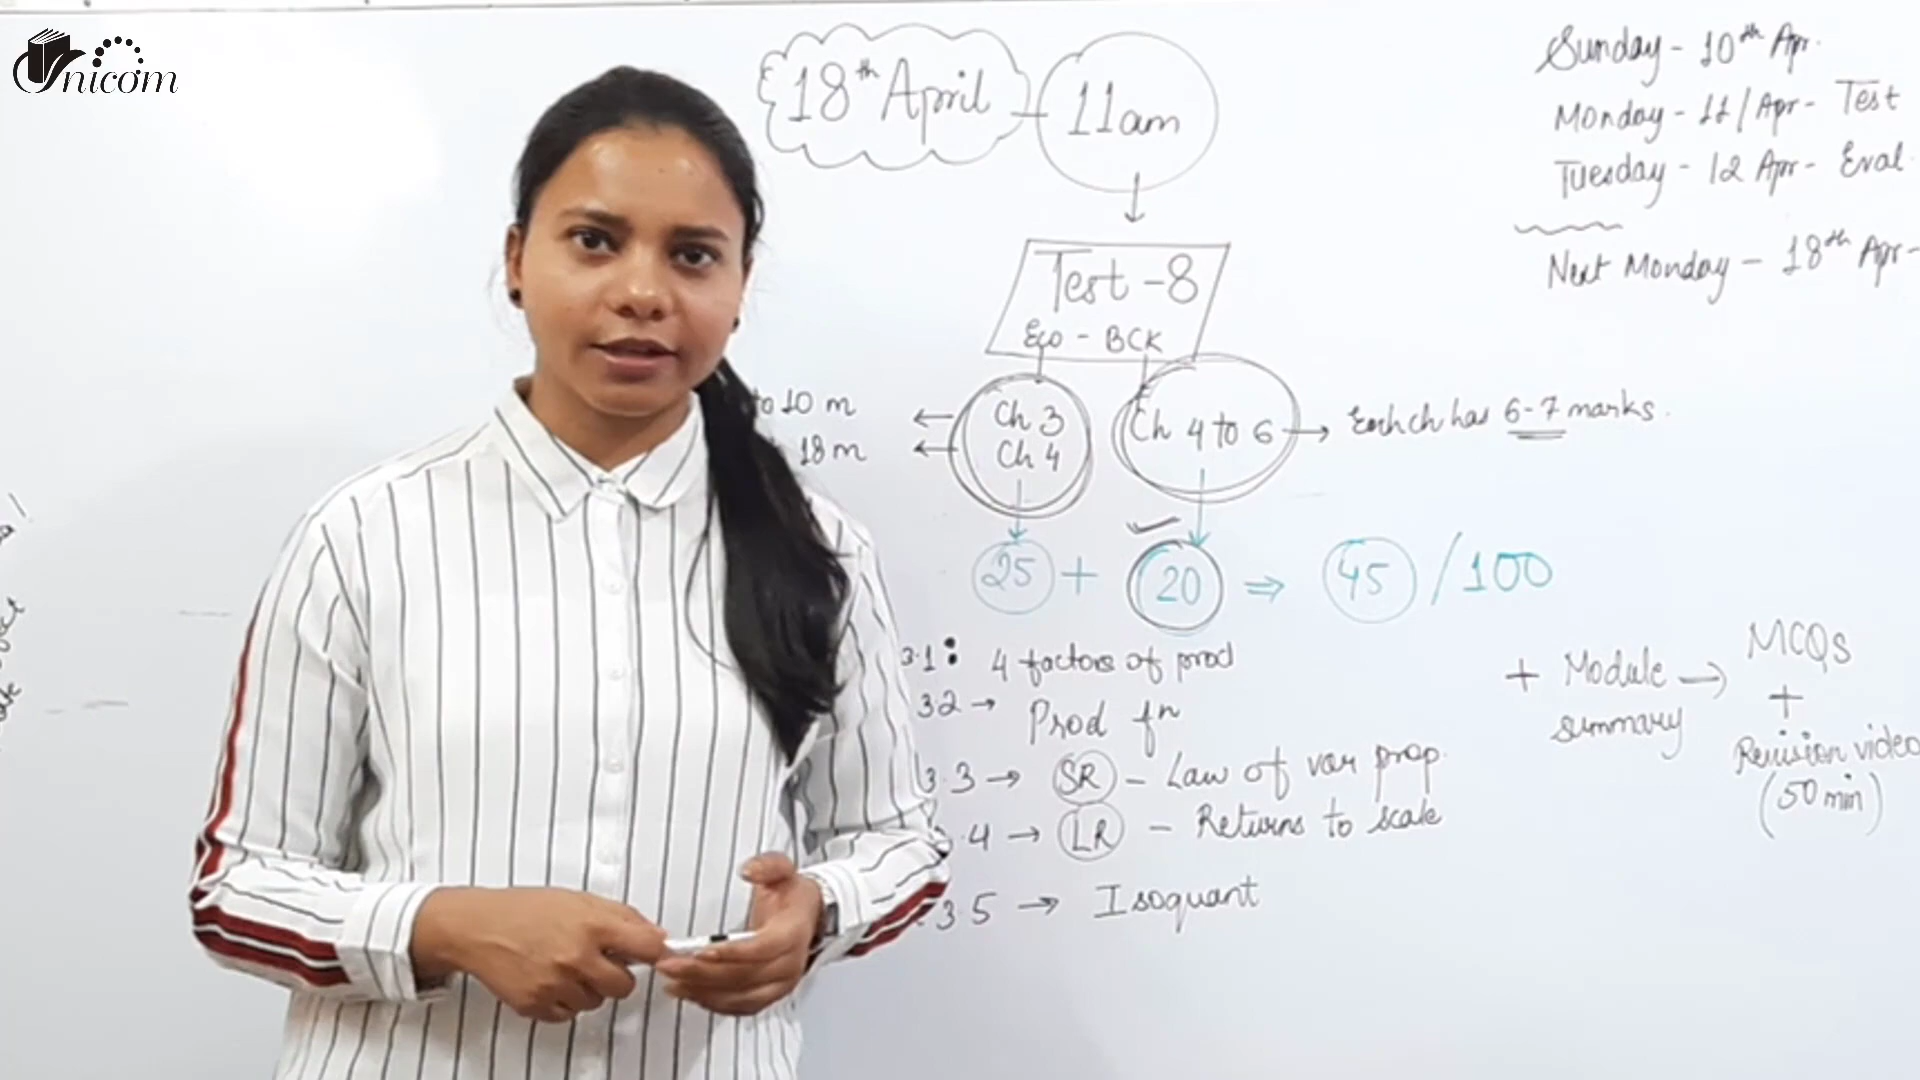 Unicom
18th April - 11am
Test - 8
Eco - BCK
Ch 3
Ch 4
to 10 m
18 m
Ch 4 to 6 → Each ch has 6-7 marks.
25 + 20 ⇒ 45 / 100
3.1: 4 factors of prod
3.2 → Prod fn
3.3 → SR - Law of var prop.
.4 → LR - Returns to scale
3.5 → Isoquant
Sunday - 10th Apr.
Monday - 11/Apr - Test
Tuesday - 12 Apr - Eval.
Next Monday - 18th Apr -
+ Module summary → MCQs
+
Revision video
(50 min)